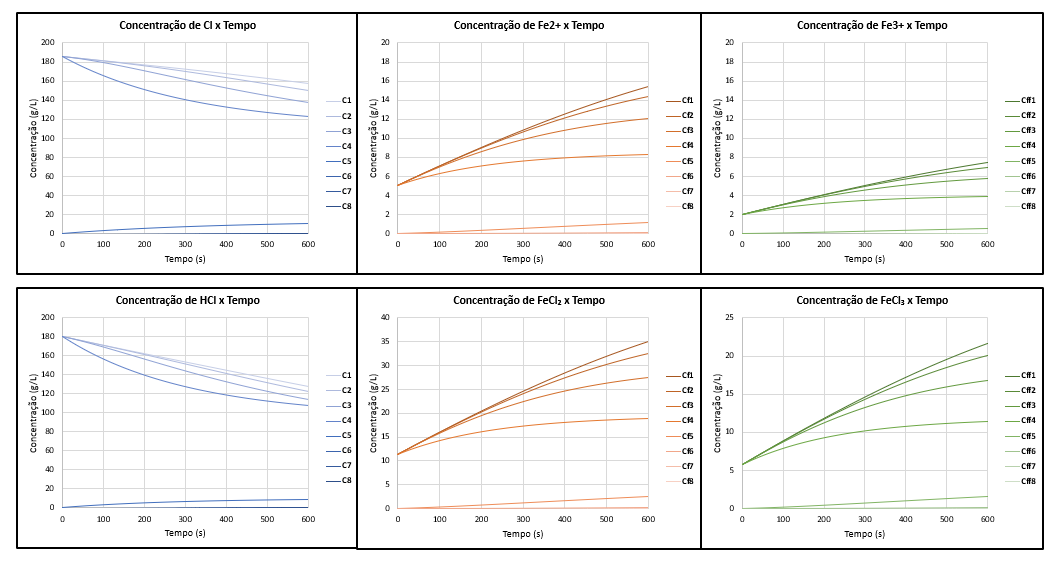 Concentração de Cl x Tempo
Concentração (g/L)
200
180
160
140
120
100
80
60
40
20
0
0 100 200 300 400 500 600
Tempo (s)
C1
C2
C3
C4
C5
C6
C7
C8
Concentração de Fe2+ x Tempo
Concentração (g/L)
20
18
16
14
12
10
8
6
4
2
0
0 100 200 300 400 500 600
Tempo (s)
Cf1
Cf2
Cf3
Cf4
Cf5
Cf6
Cf7
Cf8
Concentração de Fe3+ x Tempo
Concentração (g/L)
20
18
16
14
12
10
8
6
4
2
0
0 100 200 300 400 500 600
Tempo (s)
Cff1
Cff2
Cff3
Cff4
Cff5
Cff6
Cff7
Cff8
Concentração de HCl x Tempo
Concentração (g/L)
200
180
160
140
120
100
80
60
40
20
0
0 100 200 300 400 500 600
Tempo (s)
C1
C2
C3
C4
C5
C6
C7
C8
Concentração de FeCl₂ x Tempo
Concentração (g/L)
40
35
30
25
20
15
10
5
0
0 100 200 300 400 500 600
Tempo (s)
Cf1
Cf2
Cf3
Cf4
Cf5
Cf6
Cf7
Cf8
Concentração de FeCl₃ x Tempo
Concentração (g/L)
25
20
15
10
5
0
0 100 200 300 400 500 600
Tempo (s)
Cff1
Cff2
Cff3
Cff4
Cff5
Cff6
Cff7
Cff8